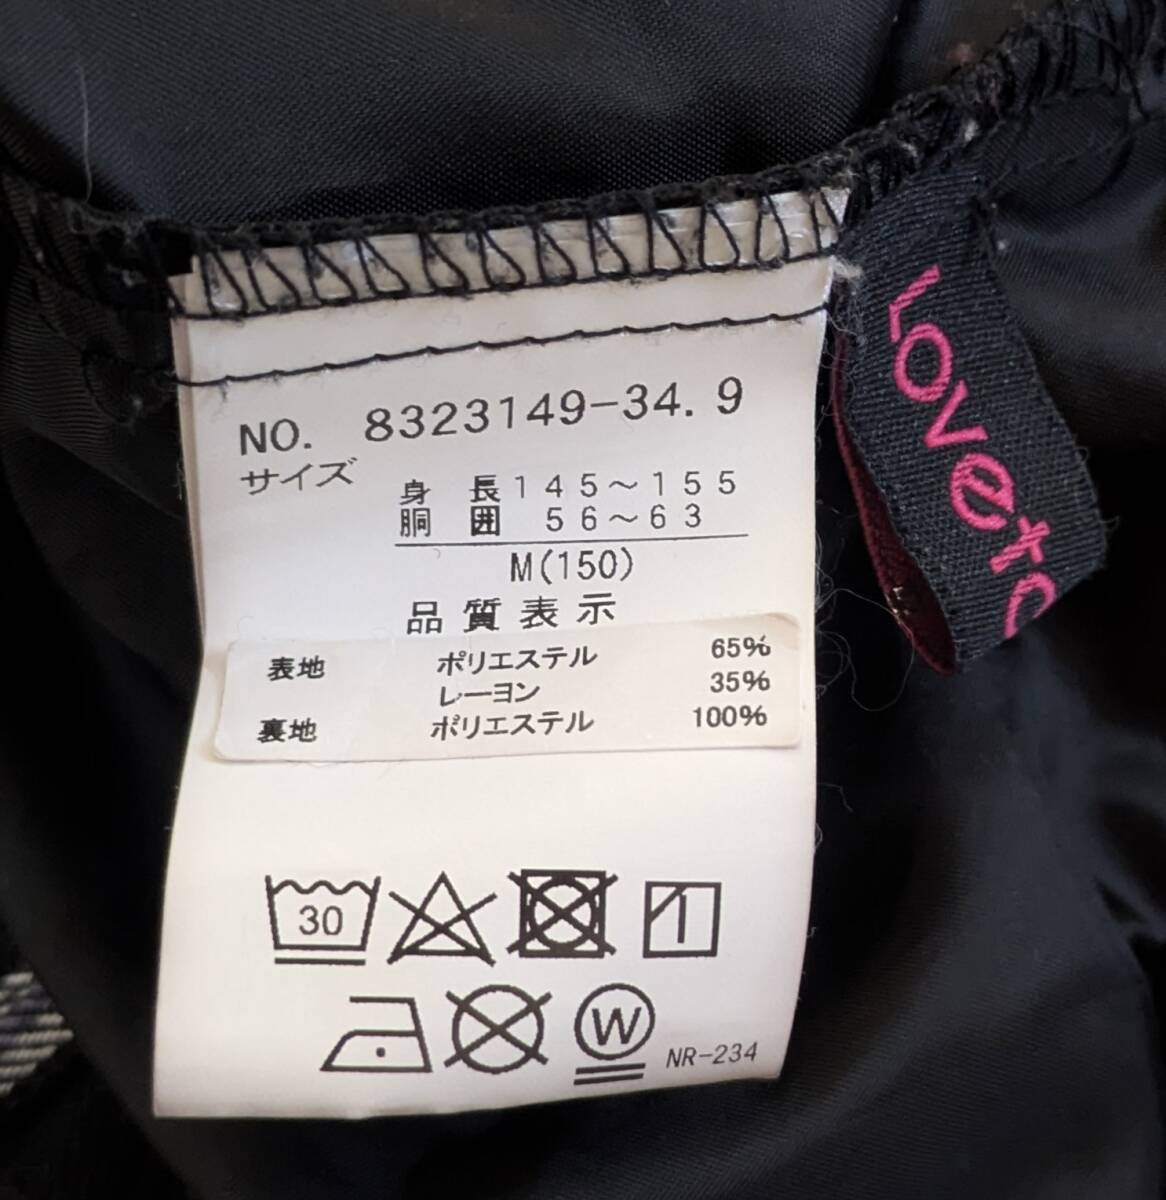 NO. 8323149-34.9
サイズ
身長 145～155
胴囲 56～63
M(150)
品質表示
表地 ポリエステル 65%
レーヨン 35%
裏地 ポリエステル 100%
30
W
NR-234